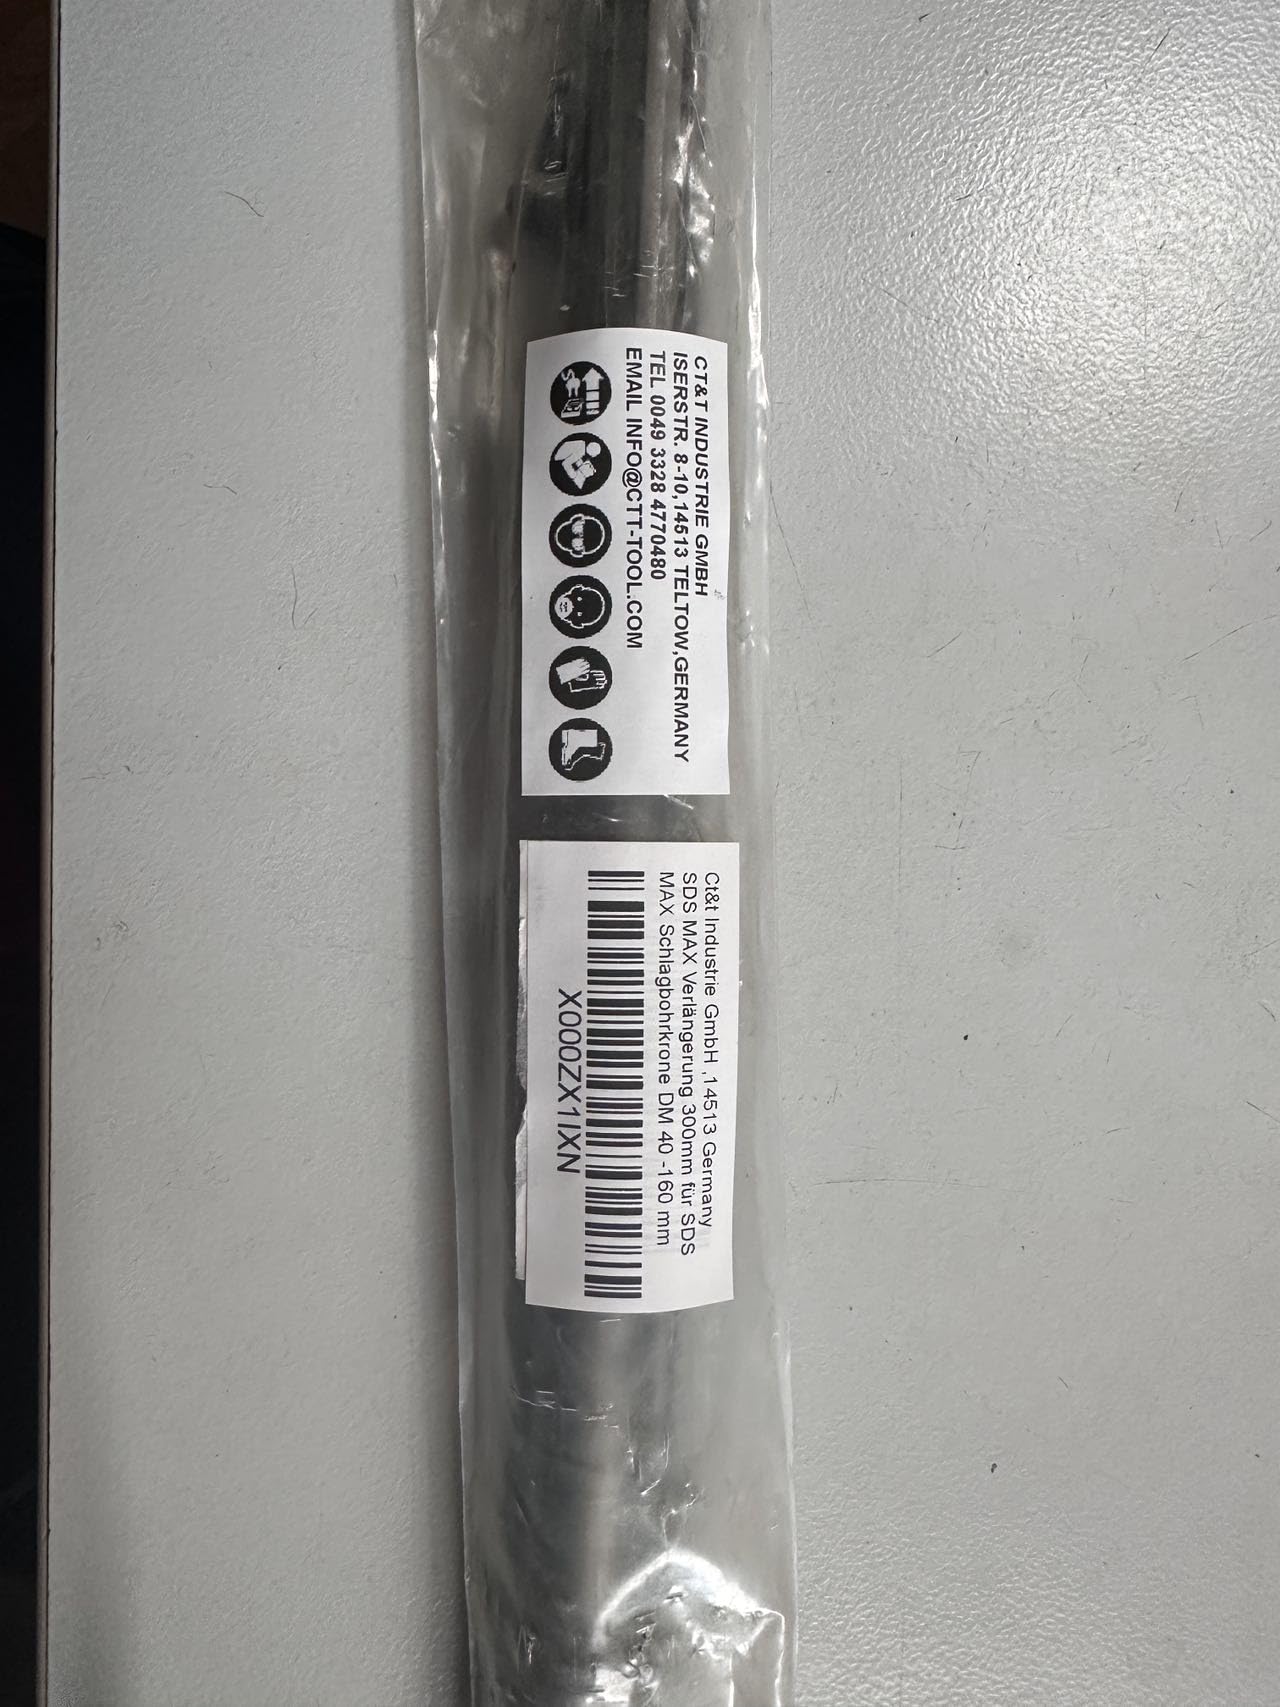 CT&T INDUSTRIE GMBH
ISERSTR. 8-10,14513 TELTOW,GERMANY
TEL 0049 3328 4770480
EMAIL INFO@CTT-TOOL.COM
Ct&t Industrie GmbH ,14513 Germany
SDS MAX Verlängerung 300mm für SDS
MAX Schlagbohrkrone DM 40 -160 mm
X000ZX1IXN